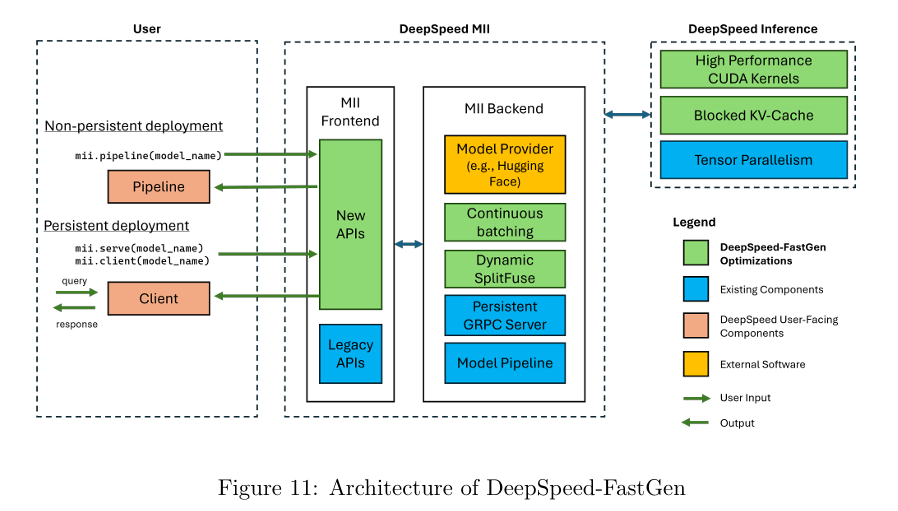 User
DeepSpeed MII
DeepSpeed Inference
Non-persistent deployment
mii.pipeline(model_name)
Pipeline
Persistent deployment
mii.serve(model_name)
mii.client(model_name)
query
Client
response
MII
Frontend
New
APIs
Legacy
APIs
MII Backend
Model Provider
(e.g., Hugging
Face)
Continuous
batching
Dynamic
SplitFuse
Persistent
GRPC Server
Model Pipeline
High Performance
CUDA Kernels
Blocked KV-Cache
Tensor Parallelism
Legend
DeepSpeed-FastGen
Optimizations
Existing Components
DeepSpeed User-Facing
Components
External Software
User Input
Output
Figure 11: Architecture of DeepSpeed-FastGen